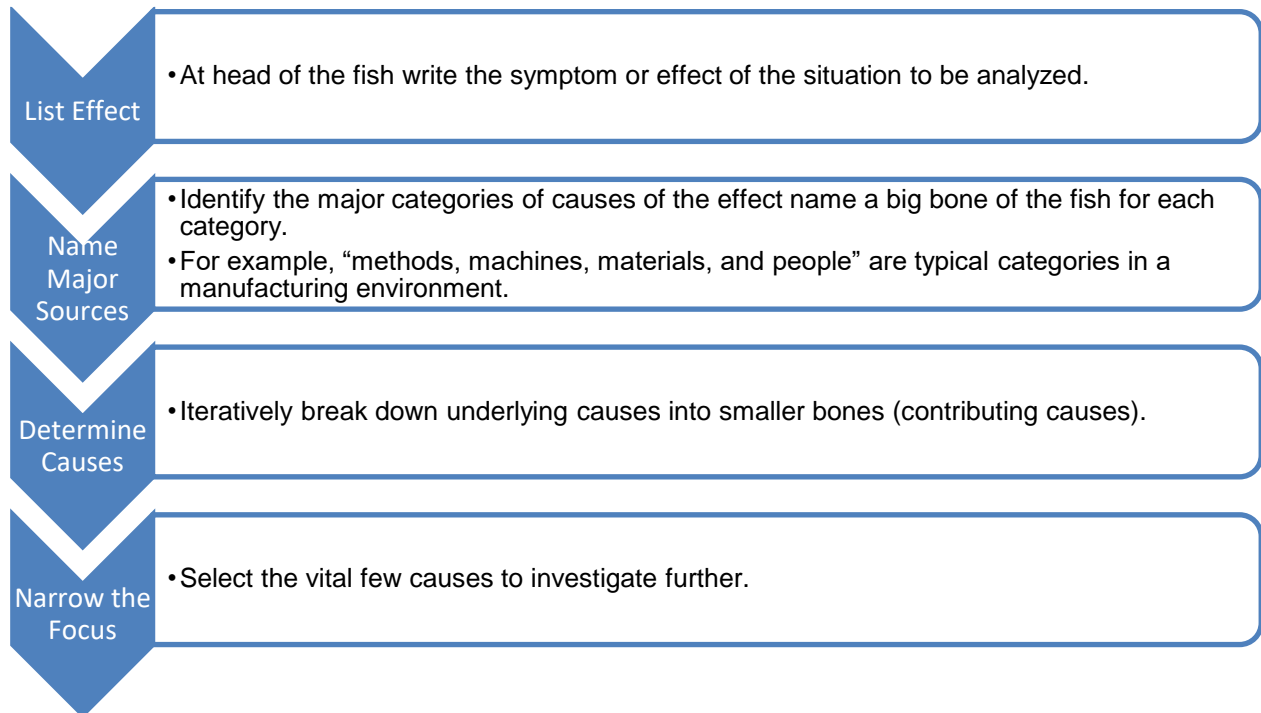 List Effect
•At head of the fish write the symptom or effect of the situation to be analyzed.
Name
Major
Sources
•Identify the major categories of causes of the effect name a big bone of the fish for each
category.
•For example, “methods, machines, materials, and people” are typical categories in a
manufacturing environment.
Determine
Causes
•Iteratively break down underlying causes into smaller bones (contributing causes).
Narrow the
Focus
•Select the vital few causes to investigate further.